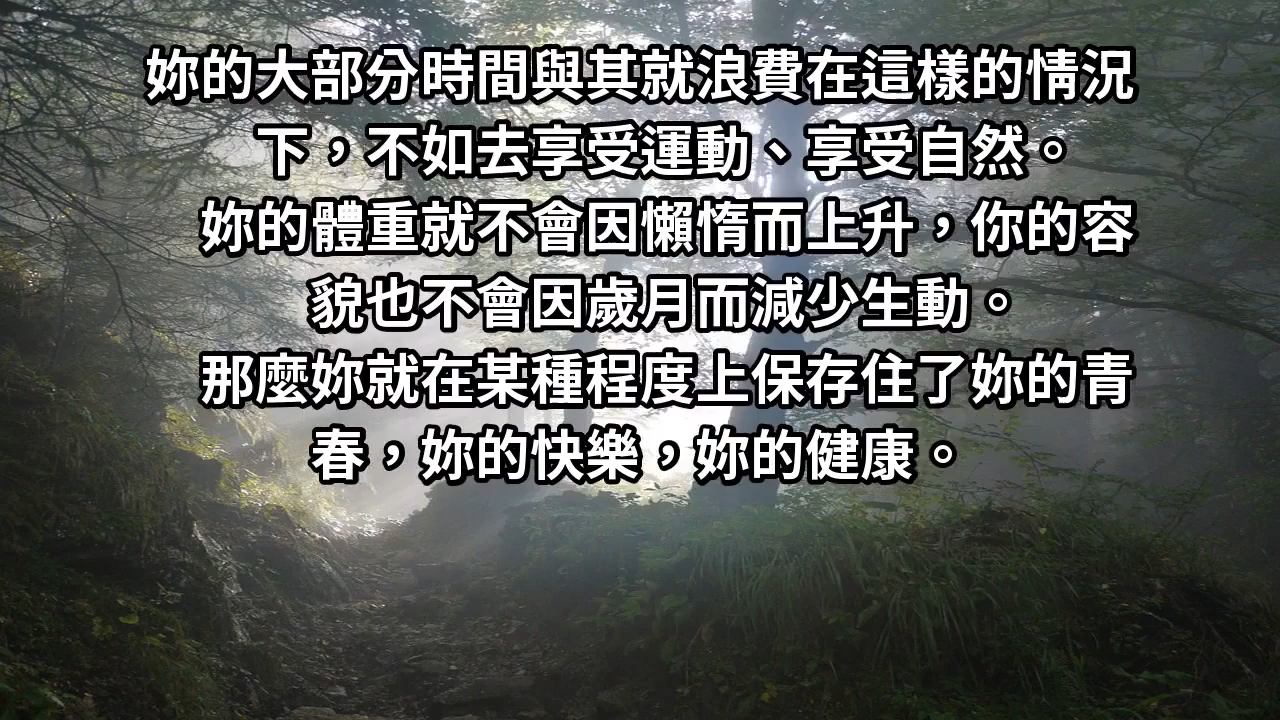 妳的大部分時間與其就浪費在這樣的情況
下，不如去享受運動、享受自然。
妳的體重就不會因懶惰而上升，你的容
貌也不會因歲月而減少生動。
那麼妳就在某種程度上保存住了妳的青
春，妳的快樂，妳的健康。